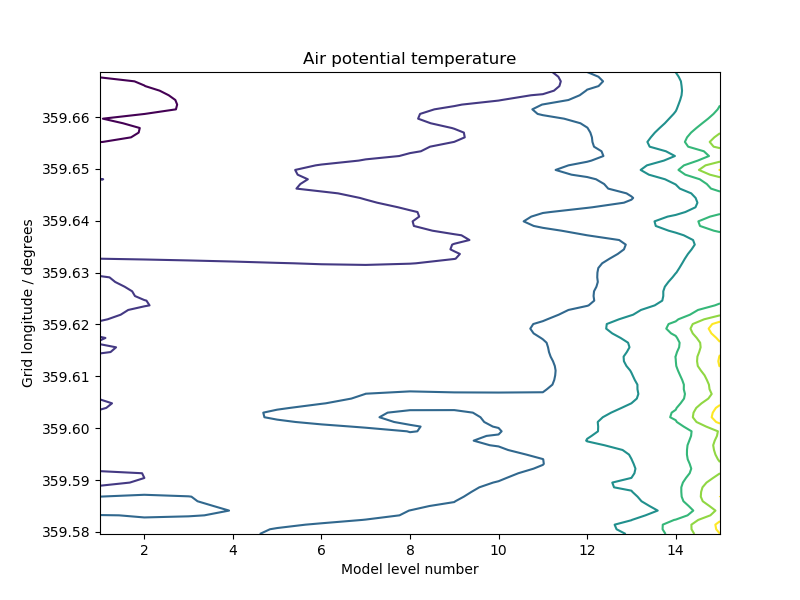 Air potential temperature
Grid longitude / degrees
359.66
359.65
359.64
359.63
359.62
359.61
359.60
359.59
359.58
2 4 6 8 10 12 14
Model level number